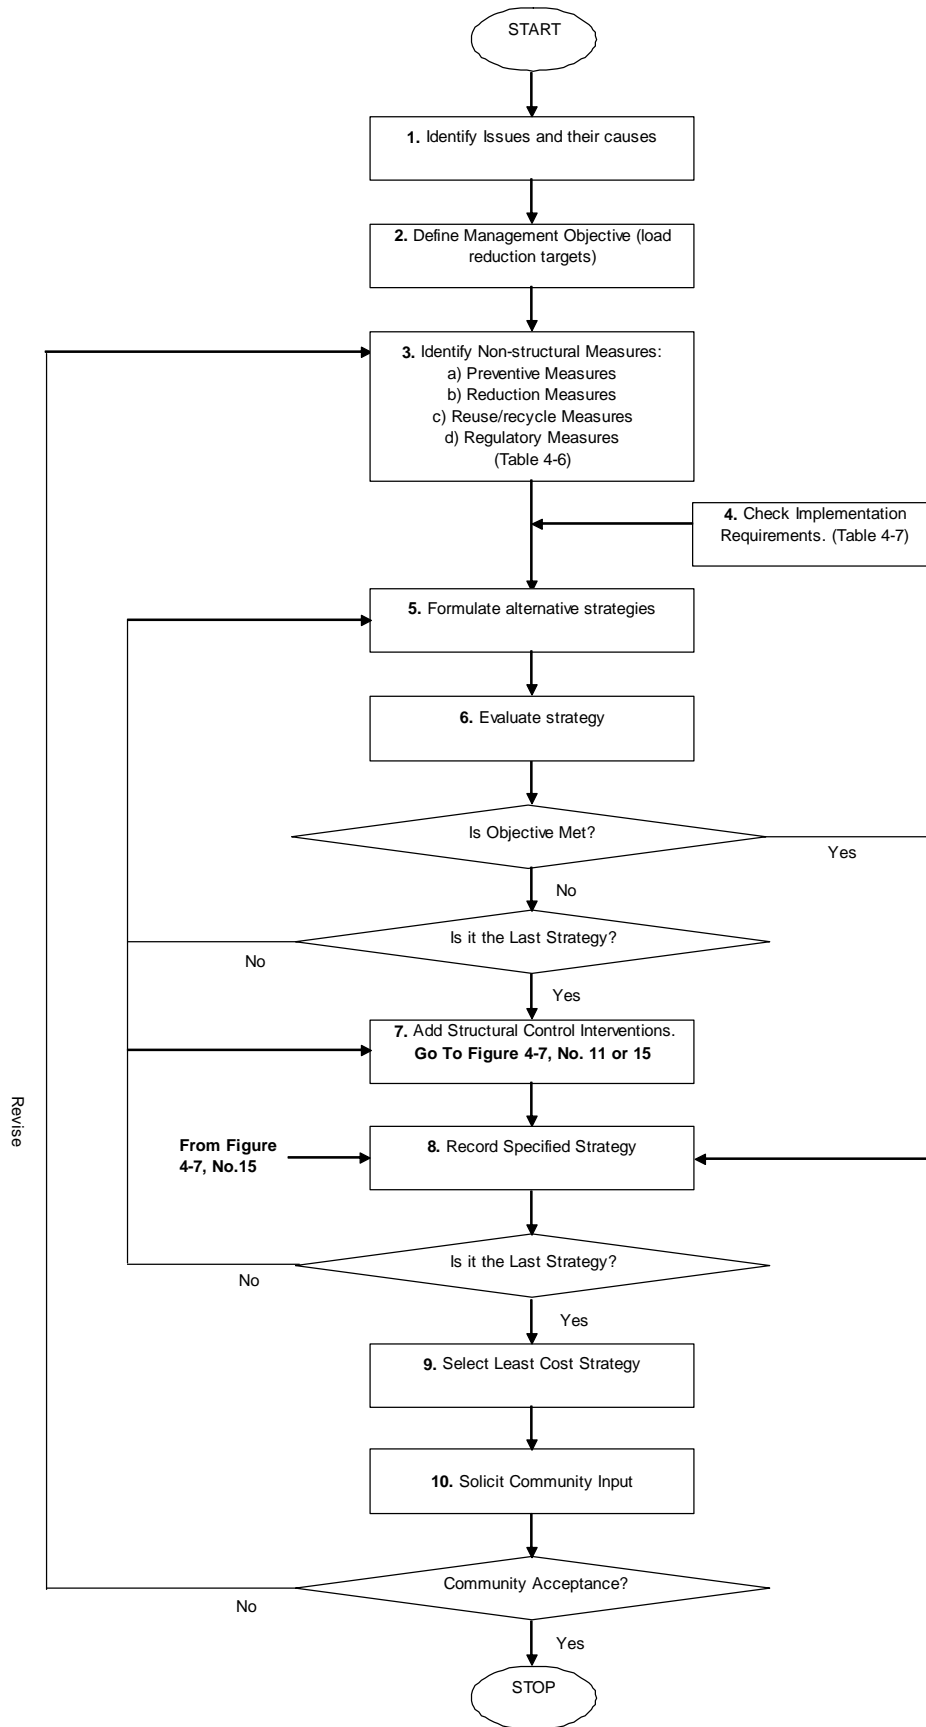 START
1. Identify Issues and their causes
2. Define Management Objective (load
reduction targets)
3. Identify Non-structural Measures:
a) Preventive Measures
b) Reduction Measures
c) Reuse/recycle Measures
d) Regulatory Measures
(Table 4-6)
4. Check Implementation
Requirements. (Table 4-7)
5. Formulate alternative strategies
6. Evaluate strategy
Is Objective Met?
Yes
No
Is it the Last Strategy?
No
Yes
7. Add Structural Control Interventions.
Go To Figure 4-7, No. 11 or 15
Revise
From Figure
4-7, No.15
8. Record Specified Strategy
Is it the Last Strategy?
No
Yes
9. Select Least Cost Strategy
10. Solicit Community Input
Community Acceptance?
No
Yes
STOP